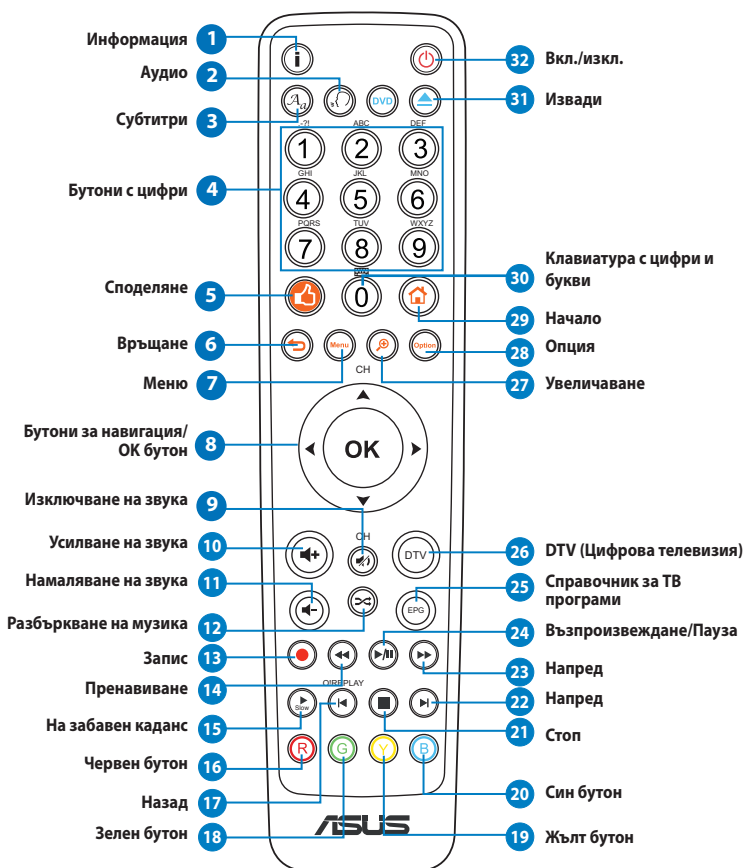 Информация 1
Аудио 2
Субтитри 3
Бутони с цифри 4
Споделяне 5
Връщане 6
Меню 7
Бутони за навигация/
ОК бутон 8
Изключване на звука 9
Усилване на звука 10
Намаляване на звука 11
Разбъркване на музика 12
Запис 13
Пренавиване 14
На забавен каданс 15
Червен бутон 16
Назад 17
Зелен бутон 18
i
Aa
DVD
.-?! ABC DEF
1 2 3
GHI JKL MNO
4 5 6
PQRS TUV WXYZ
7 8 9
0
Menu
Option
CH
OK
CH
DTV
EPG
O!REPLAY
Slow
R G Y B
ASUS
32 Вкл./изкл.
31 Извади
30 Клавиатура с цифри и
букви
29 Начало
28 Опция
27 Увеличаване
26 DTV (Цифрова телевизия)
25 Справочник за ТВ
програми
24 Възпроизвеждане/Пауза
23 Напред
22 Напред
21 Стоп
20 Син бутон
19 Жълт бутон